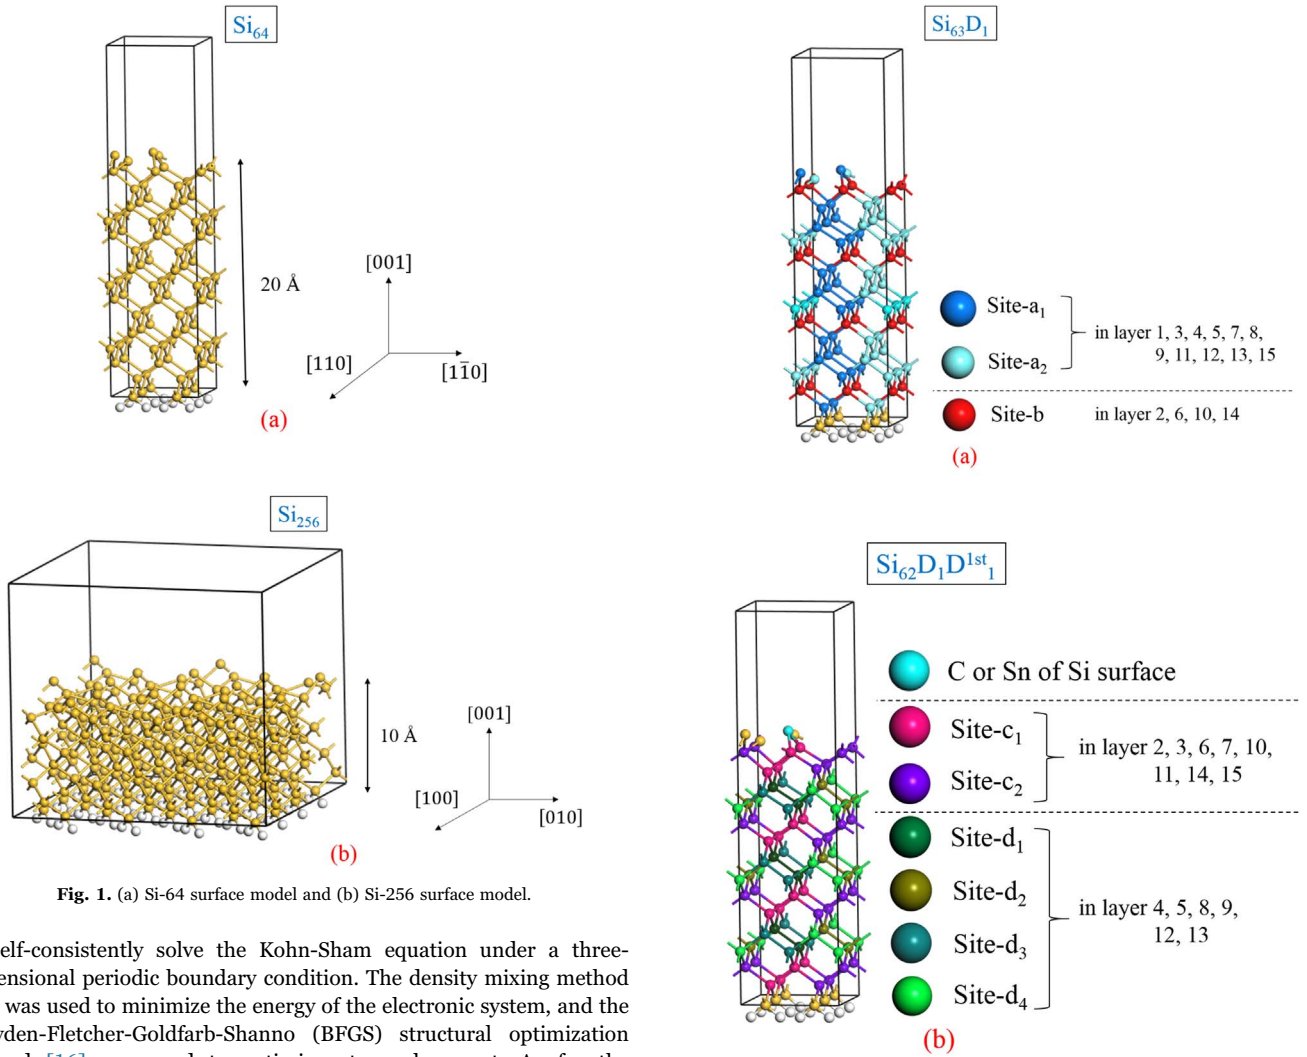 Si₆₄
20 Å
[001]
[110]
[11̅0]
(a)
Si₂₅₆
10 Å
[001]
[100]
[010]
(b)
Fig. 1. (a) Si-64 surface model and (b) Si-256 surface model.
elf-consistently solve the Kohn-Sham equation under a three-
ensional periodic boundary condition. The density mixing method
was used to minimize the energy of the electronic system, and the
yden-Fletcher-Goldfarb-Shanno (BFGS) structural optimization
Si₆₃D₁
Site-a₁
Site-a₂
in layer 1, 3, 4, 5, 7, 8,
9, 11, 12, 13, 15
Site-b
in layer 2, 6, 10, 14
(a)
Si₆₂D₁D¹ˢᵗ₁
C or Sn of Si surface
Site-c₁
Site-c₂
in layer 2, 3, 6, 7, 10,
11, 14, 15
Site-d₁
Site-d₂
Site-d₃
Site-d₄
in layer 4, 5, 8, 9,
12, 13
(b)